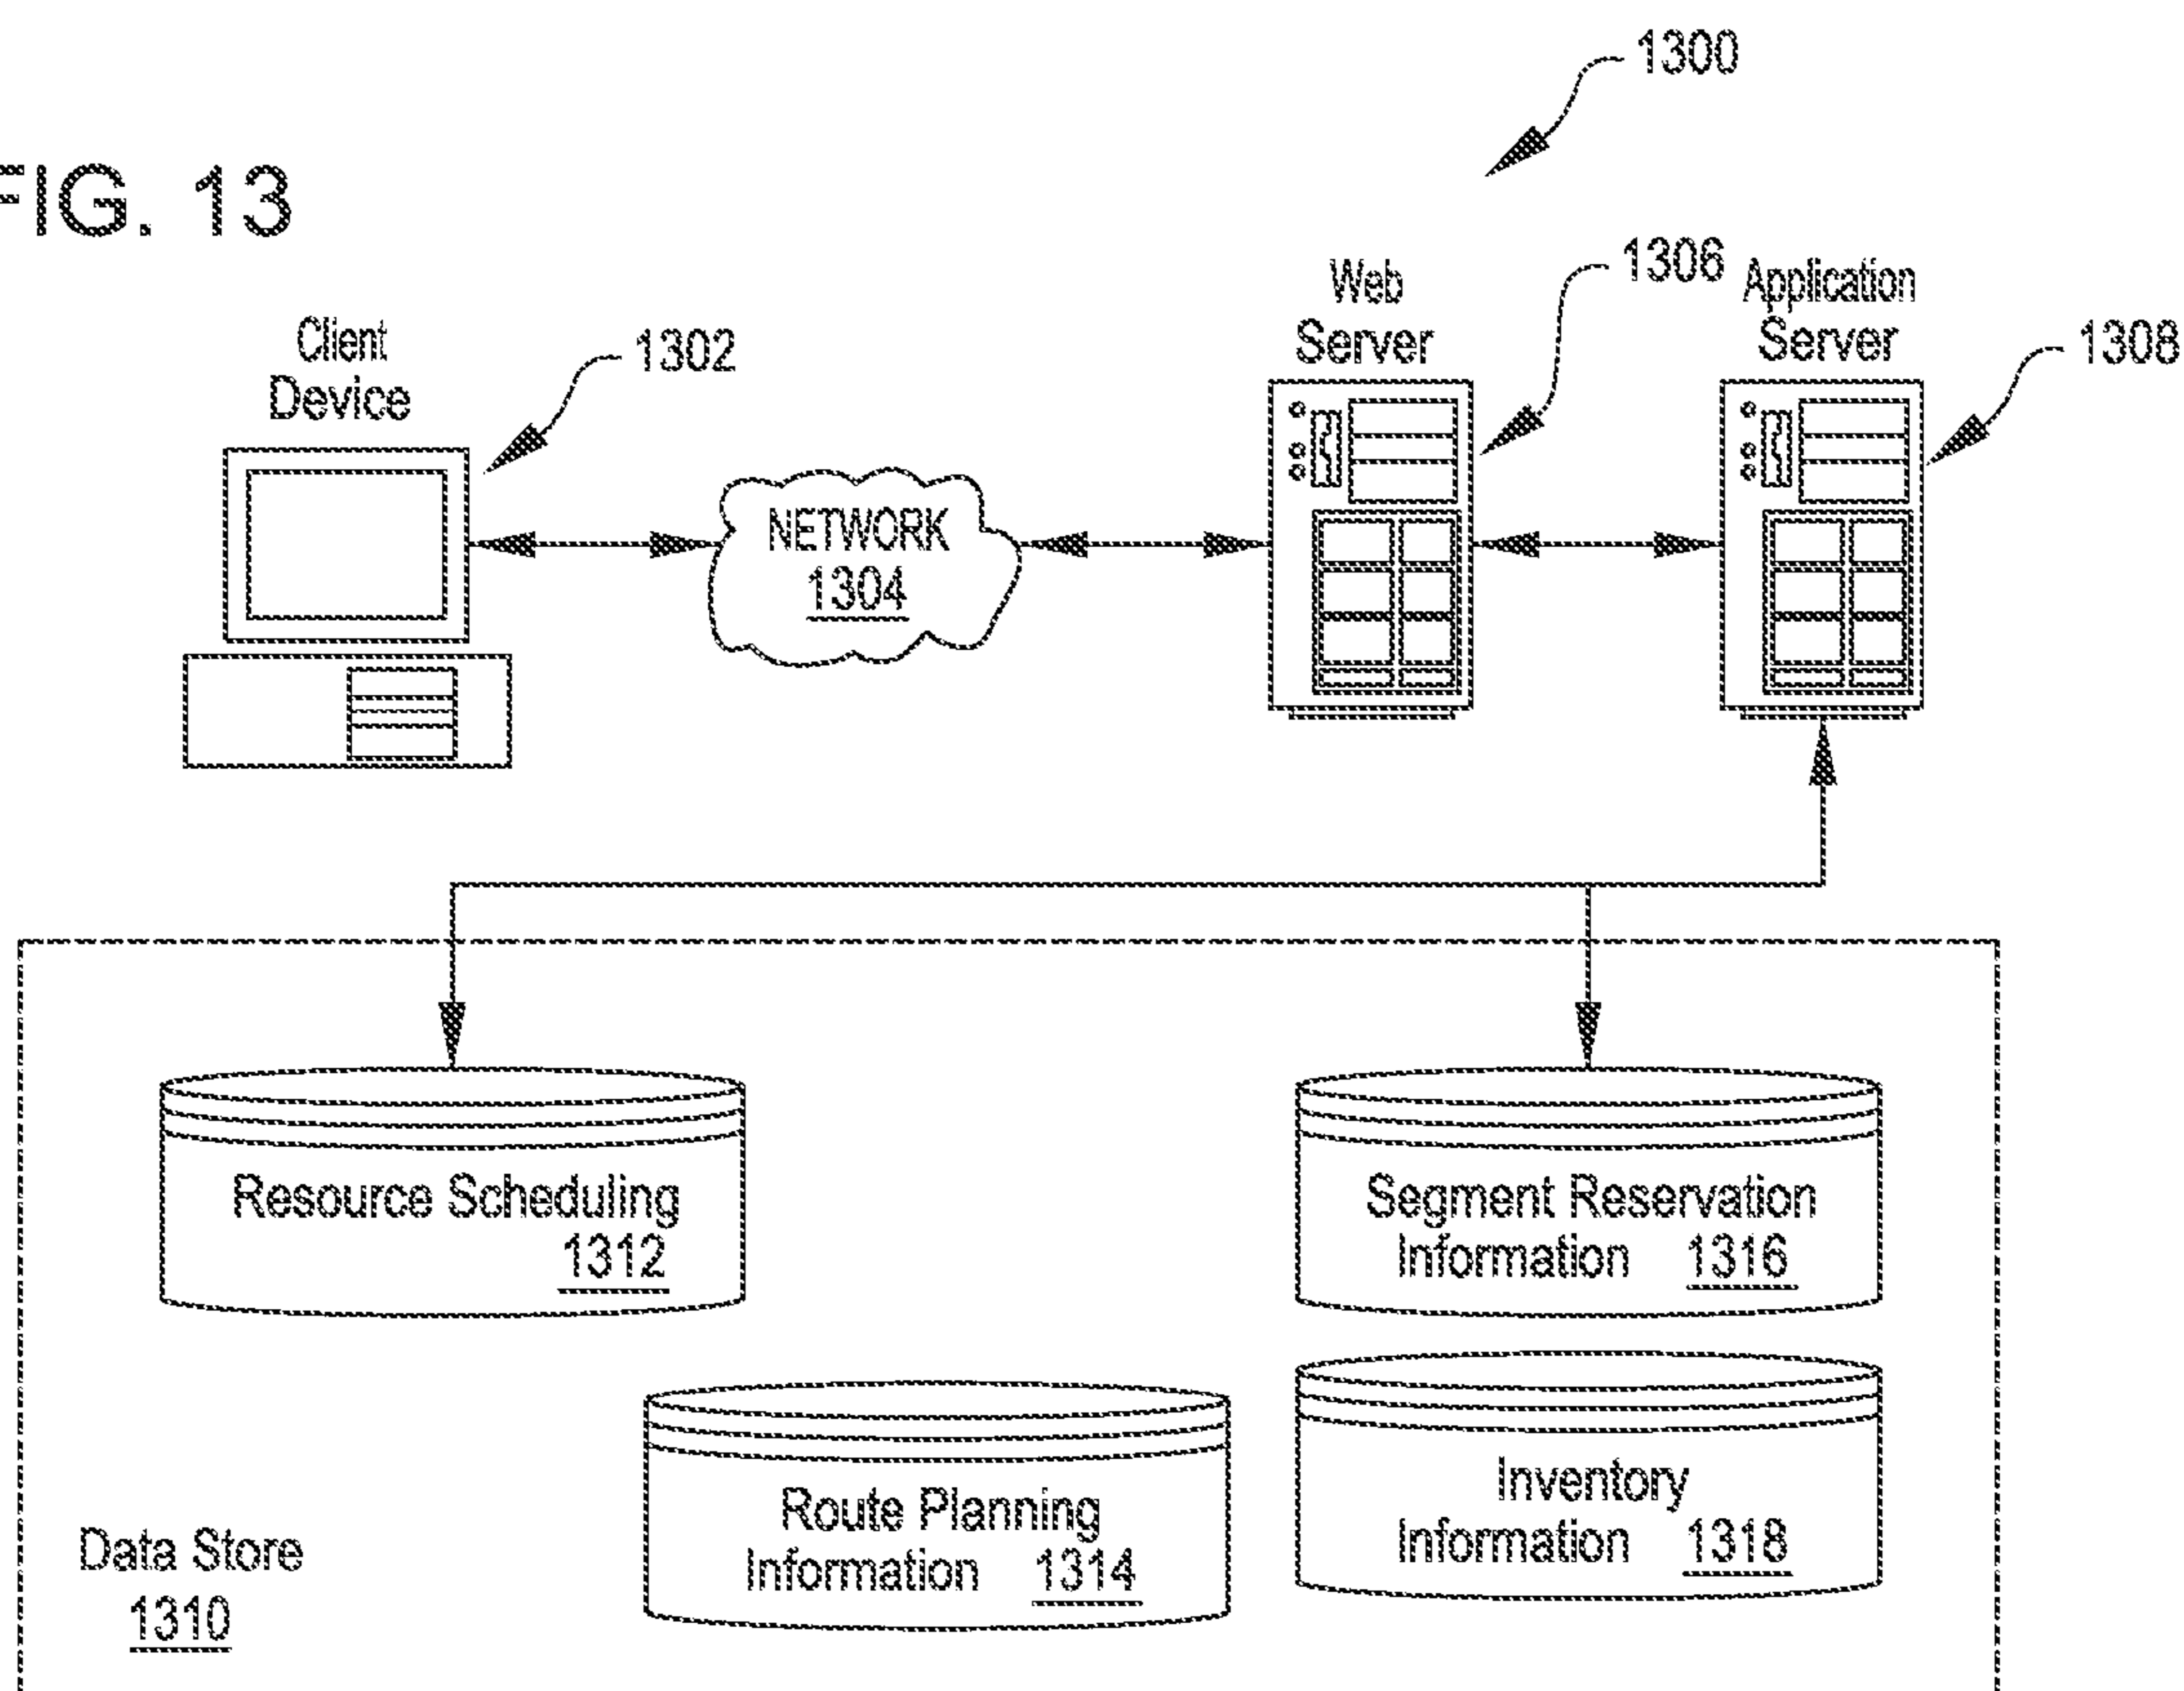 1300
FIG. 13
Web
Server
1306
Application
Server
1308
Client
Device
1302
NETWORK
1304
Resource Scheduling
1312
Segment Reservation
Information 1316
Route Planning
Information 1314
Inventory
Information 1318
Data Store
1310